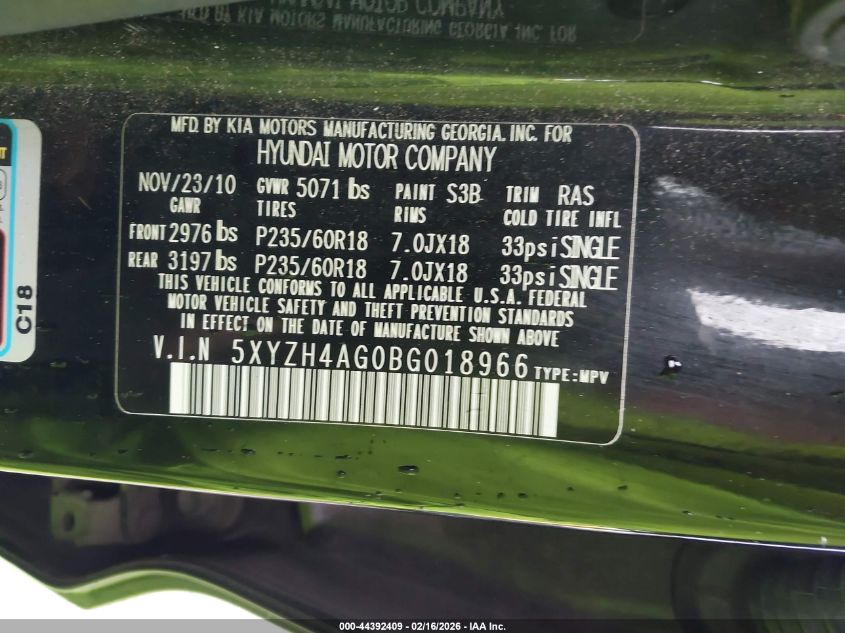 MFD. BY KIA MOTORS MANUFACTURING GEORGIA. INC. FOR
HYUNDAI MOTOR COMPANY
NOV/23/10 GVWR 5071 lbs PAINT S3B TRIM RAS
GAWR TIRES RIMS COLD TIRE INFL
FRONT 2976 lbs P235/60R18 7.0JX18 33psi SINGLE
REAR 3197 lbs P235/60R18 7.0JX18 33psi SINGLE
THIS VEHICLE CONFORMS TO ALL APPLICABLE U.S.A. FEDERAL
MOTOR VEHICLE SAFETY AND THEFT PREVENTION STANDARDS
IN EFFECT ON THE DATE OF MANUFACTURE SHOWN ABOVE
V.I.N 5XYZH4AG0BG018966 TYPE:MPV
C18
000-44392409 - 02/16/2026 - IAA Inc.